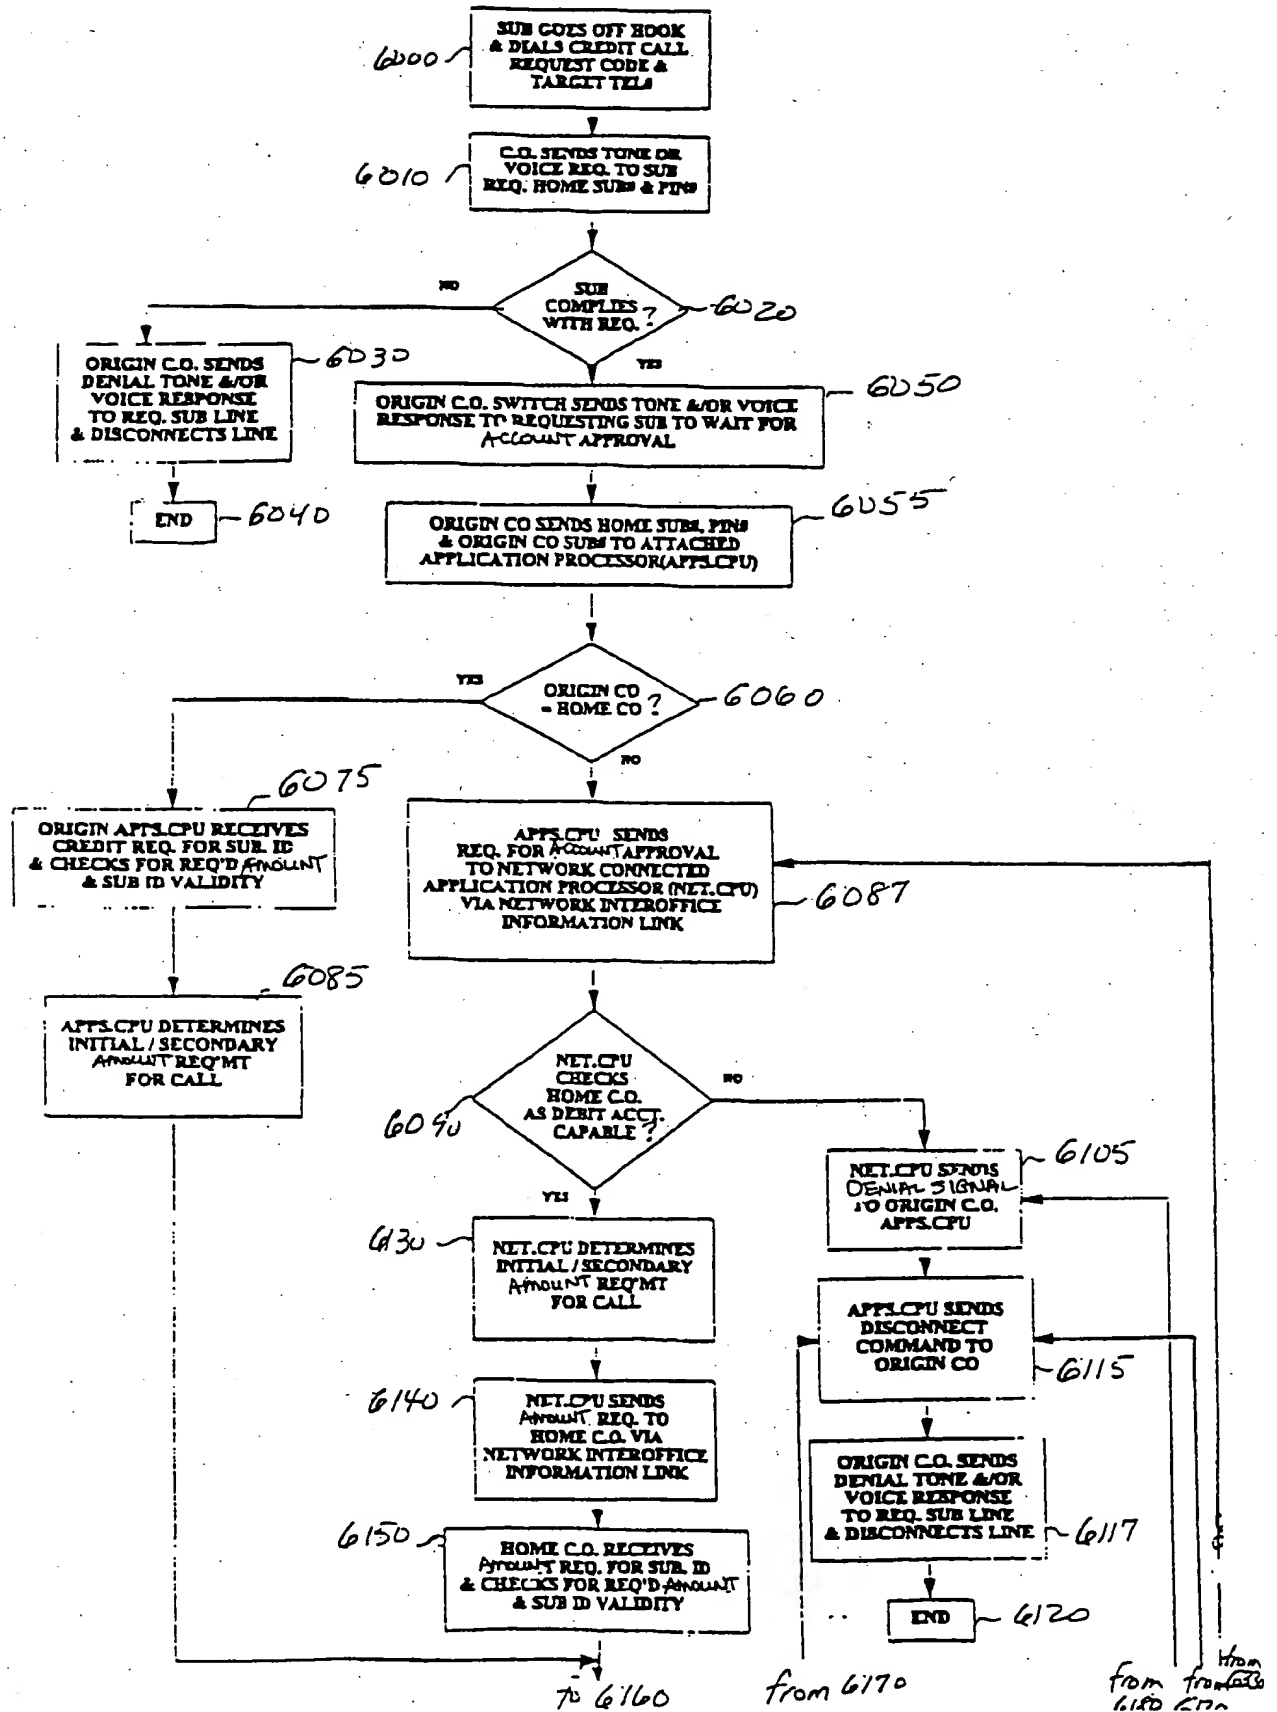 SUB GOES OFF HOOK
& DIALS CREDIT CALL
REQUEST CODE &
TARGET TEL#
6000
C.O. SENDS TONE OR
VOICE REQ. TO SUB
REQ. HOME SUB# & PIN#
6010
SUB
COMPLIES
WITH REQ.?
6020
NO
YES
ORIGIN C.O. SENDS
DENIAL TONE &/OR
VOICE RESPONSE
TO REQ. SUB LINE
& DISCONNECTS LINE
6030
END
6040
ORIGIN C.O. SWITCH SENDS TONE &/OR VOICE
RESPONSE TO REQUESTING SUB TO WAIT FOR
ACCOUNT APPROVAL
6050
ORIGIN CO SENDS HOME SUB#, PIN#
& ORIGIN CO SUB# TO ATTACHED
APPLICATION PROCESSOR(APPS.CPU)
6055
ORIGIN CO
= HOME CO ?
6060
YES
NO
ORIGIN APPS.CPU RECEIVES
CREDIT REQ. FOR SUB. ID
& CHECKS FOR REQ'D AMOUNT
& SUB ID VALIDITY
6075
APPS.CPU DETERMINES
INITIAL / SECONDARY
AMOUNT REQ'MT
FOR CALL
6085
APPS.CPU SENDS
REQ. FOR ACCOUNT APPROVAL
TO NETWORK CONNECTED
APPLICATION PROCESSOR (NET.CPU)
VIA NETWORK INTEROFFICE
INFORMATION LINK
6087
NET.CPU
CHECKS
HOME C.O.
AS DEBIT ACCT.
CAPABLE ?
6090
NO
YES
NET.CPU SENDS
DENIAL SIGNAL
TO ORIGIN C.O.
APPS.CPU
6105
NET.CPU DETERMINES
INITIAL / SECONDARY
AMOUNT REQ'MT
FOR CALL
6130
APPS.CPU SENDS
DISCONNECT
COMMAND TO
ORIGIN CO
6115
NET.CPU SENDS
AMOUNT REQ. TO
HOME C.O. VIA
NETWORK INTEROFFICE
INFORMATION LINK
6140
ORIGIN C.O. SENDS
DENIAL TONE &/OR
VOICE RESPONSE
TO REQ. SUB LINE
& DISCONNECTS LINE
6117
HOME C.O. RECEIVES
AMOUNT REQ. FOR SUB. ID
& CHECKS FOR REQ'D AMOUNT
& SUB ID VALIDITY
6150
END
6120
to 6160
from 6170
from
6180
from
from